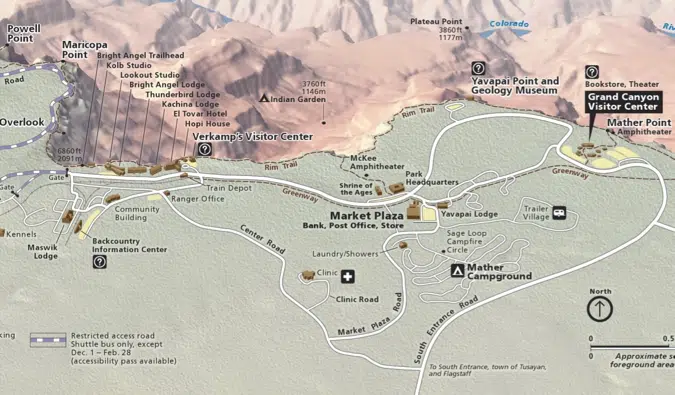 Powell
Point
Maricopa
Point
Road
Overlook
Bright Angel Trailhead
Kolb Studio
Lookout Studio
Bright Angel Lodge
Thunderbird Lodge
Kachina Lodge
El Tovar Hotel
Hopi House
Verkamp's Visitor Center
6860ft
2091m
Gate
Gate
Kennels
Maswik
Lodge
Backcountry
Information Center
Community
Building
Train Depot
Ranger Office
Rim Trail
Greenway
3760ft
1146m
Indian Garden
Plateau Point
3860ft
1177m
Colorado
Yavapai Point and
Geology Museum
Rim Trail
Bookstore, Theater
Grand Canyon
Visitor Center
Mather Point
Amphitheater
Greenway
McKee
Amphitheater
Shrine of
the Ages
Park
Headquarters
Market Plaza
Bank, Post Office, Store
Yavapai Lodge
Trailer
Village
Sage Loop
Campfire
Circle
Laundry/Showers
Mather
Campground
Center Road
Clinic
Clinic Road
Market Plaza Road
South Entrance Road
To South Entrance, town of Tusayan,
and Flagstaff
North
0 0.5
0
Approximate
foreground area
king
Restricted access road
Shuttle bus only, except
Dec. 1 – Feb. 28
(accessibility pass available)